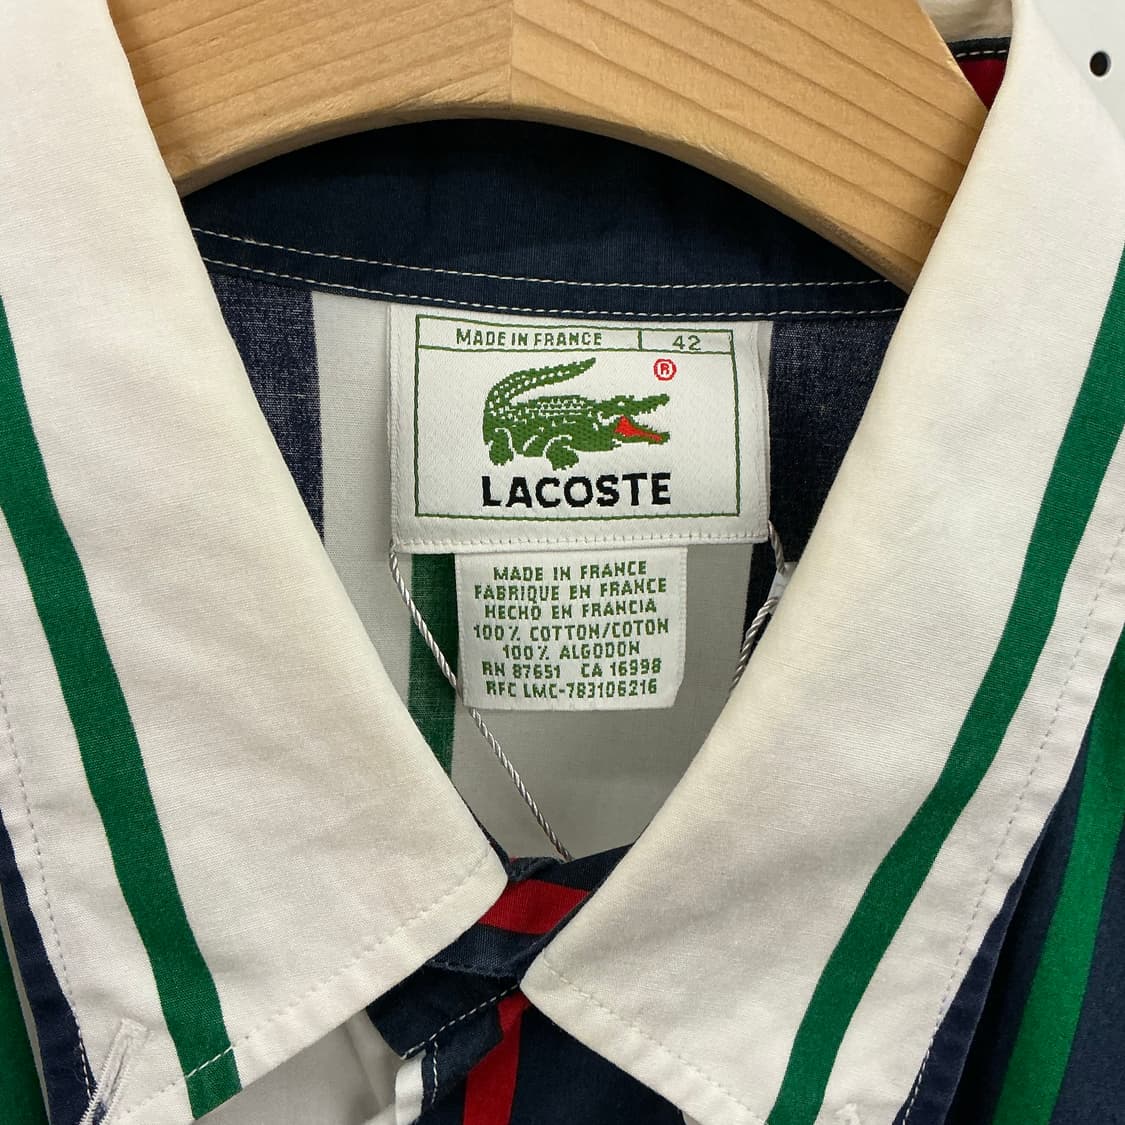 MADE IN FRANCE 42
®
LACOSTE
MADE IN FRANCE
FABRIQUE EN FRANCE
HECHO EN FRANCIA
100% COTTON/COTON
100% ALGODON
RN 87651 CA 16998
RFC LMC-783106216